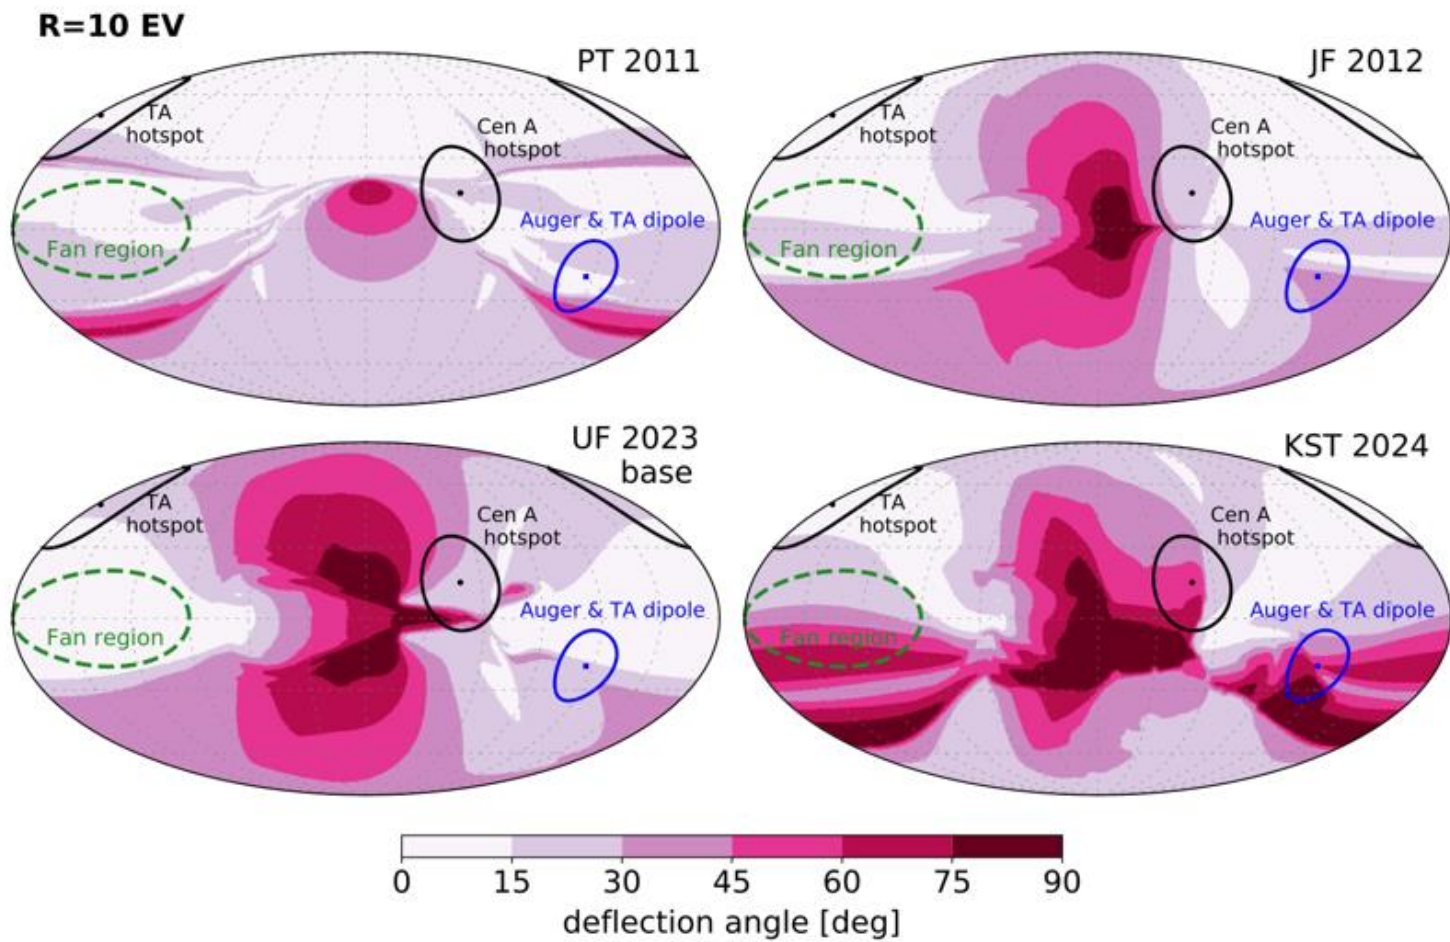 R=10 EV
PT 2011
TA
hotspot
Cen A
hotspot
Auger & TA dipole
Fan region
JF 2012
TA
hotspot
Cen A
hotspot
Auger & TA dipole
Fan region
UF 2023
base
TA
hotspot
Cen A
hotspot
Auger & TA dipole
Fan region
KST 2024
TA
hotspot
Cen A
hotspot
Auger & TA dipole
Fan region
0 15 30 45 60 75 90
deflection angle [deg]